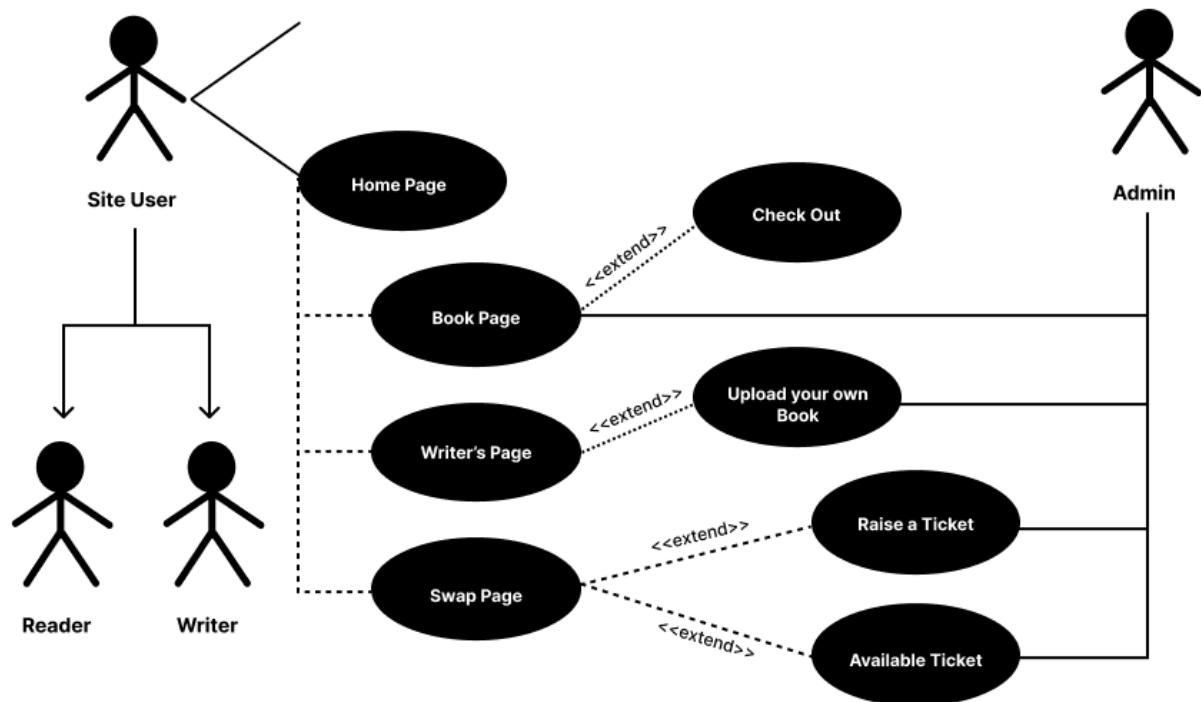 Site User
Admin
Home Page
Check Out
<<extend>>
Book Page
Upload your own
Book
<<extend>>
Writer's Page
Raise a Ticket
<<extend>>
Swap Page
<<extend>>
Available Ticket
Reader
Writer